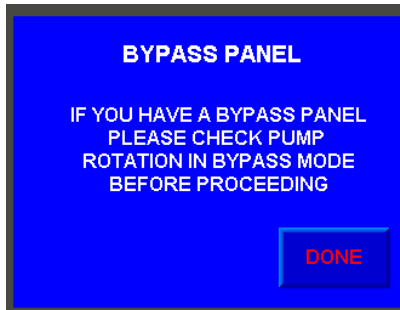 BYPASS PANEL
IF YOU HAVE A BYPASS PANEL
PLEASE CHECK PUMP
ROTATION IN BYPASS MODE
BEFORE PROCEEDING
DONE